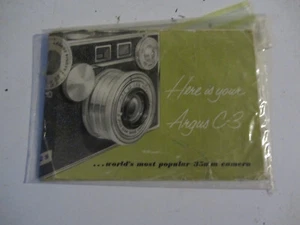 Here is your
Argus C-3
...world's most popular 35mm camera